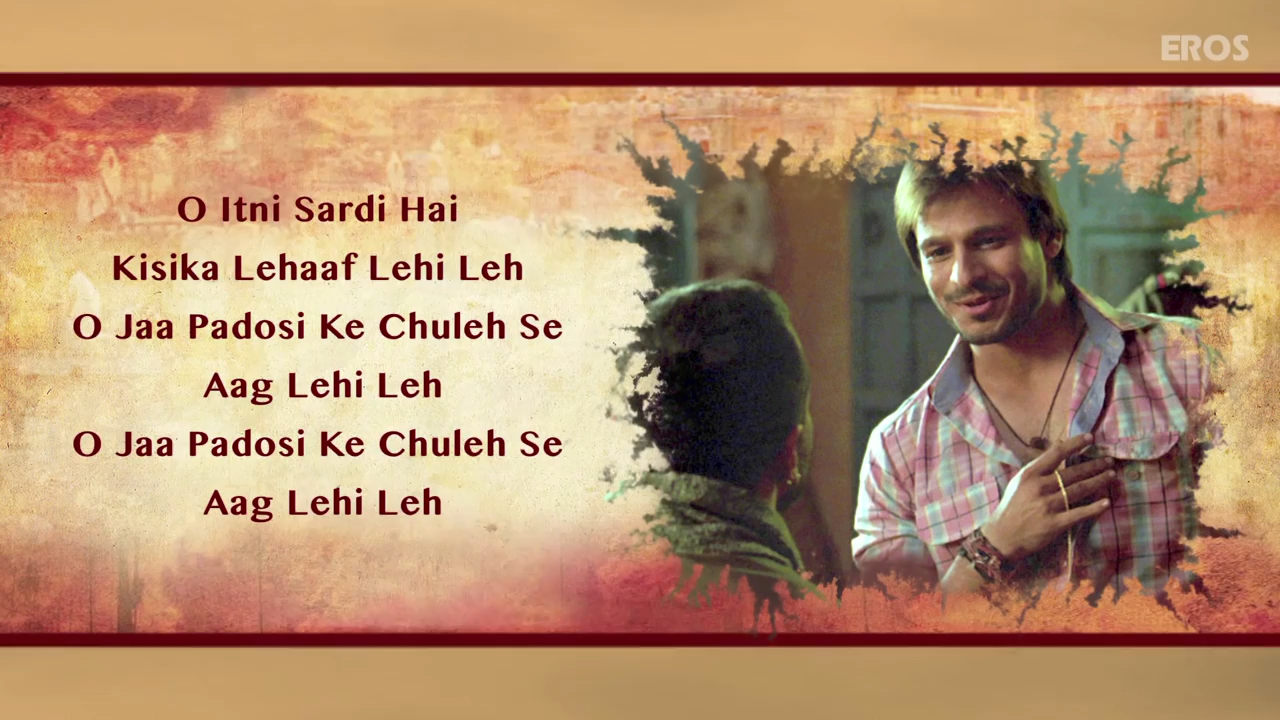 EROS
O Itni Sardi Hai
Kisika Lehaaf Lehi Leh
O Jaa Padosi Ke Chuleh Se
Aag Lehi Leh
O Jaa Padosi Ke Chuleh Se
Aag Lehi Leh